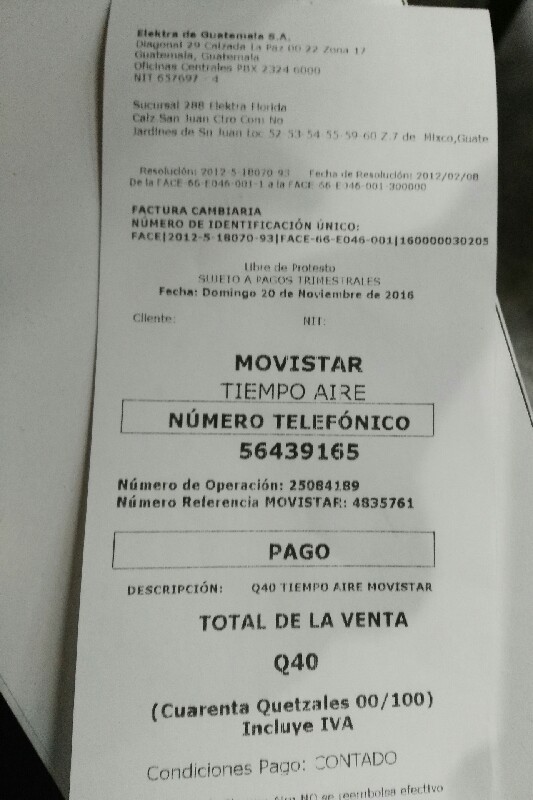 Elektra de Guatemala S.A.
Diagonal 29 Calzada La Paz 00-22 Zona 17
Guatemala, Guatemala
Oficinas Centrales PBX 2324 6000
NIT 657697 - 4
Sucursal 288 Elektra Florida
Calz San Juan Ctro Com No
Jardines de Sn Juan Loc 52 53-54-55-59-60 Z.7 de Mixco,Guate
Resolución: 2012-5-18070-93 Fecha de Resolución: 2012/02/08
De la FACE-66-E046-001-1 a la FACE-66-E046-001-300000
FACTURA CAMBIARIA
NÚMERO DE IDENTIFICACIÓN ÚNICO:
FACE|2012-5-18070-93|FACE-66-E046-001|160000030205
Libre de Protesto
SUJETO A PAGOS TRIMESTRALES
Fecha: Domingo 20 de Noviembre de 2016
Cliente: NIT:
MOVISTAR
TIEMPO AIRE
NÚMERO TELEFÓNICO
56439165
Número de Operación: 25084189
Número Referencia MOVISTAR: 4835761
PAGO
DESCRIPCIÓN: Q40 TIEMPO AIRE MOVISTAR
TOTAL DE LA VENTA
Q40
(Cuarenta Quetzales 00/100)
Incluye IVA
Condiciones Pago: CONTADO
Aire NO se reembolsa efectivo